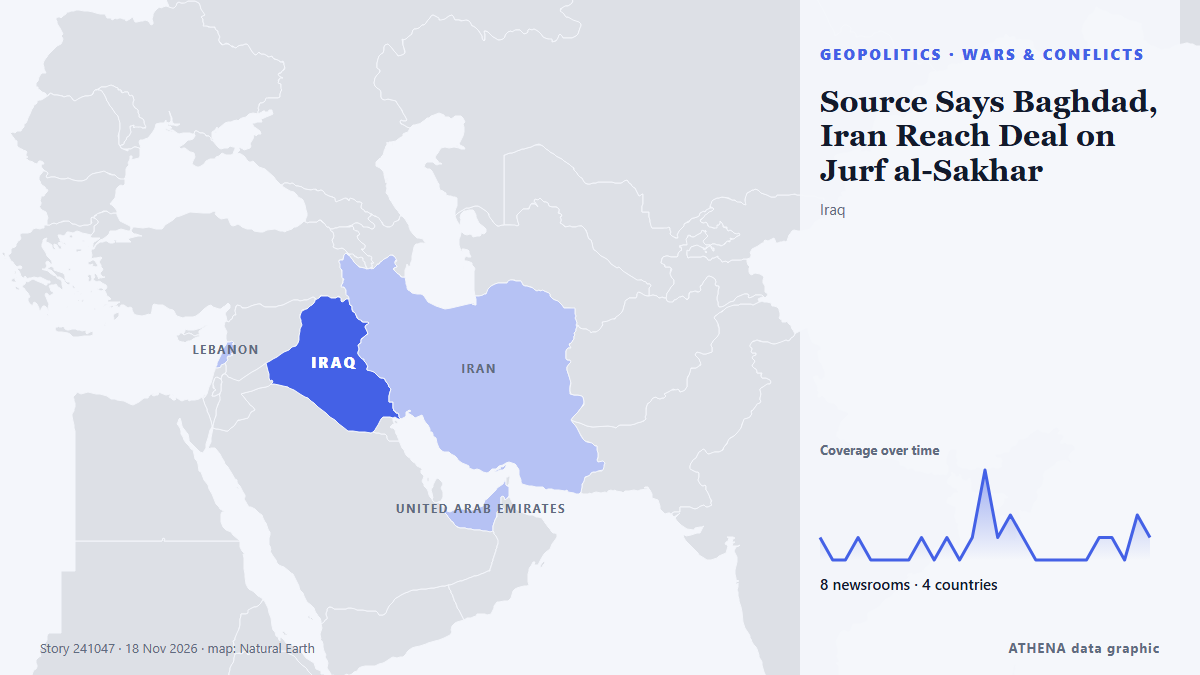 GEOPOLITICS · WARS & CONFLICTS
Source Says Baghdad,
Iran Reach Deal on
Jurf al-Sakhar
Iraq
LEBANON
IRAQ
IRAN
UNITED ARAB EMIRATES
Coverage over time
8 newsrooms · 4 countries
Story 241047 · 18 Nov 2026 · map: Natural Earth
ATHENA data graphic